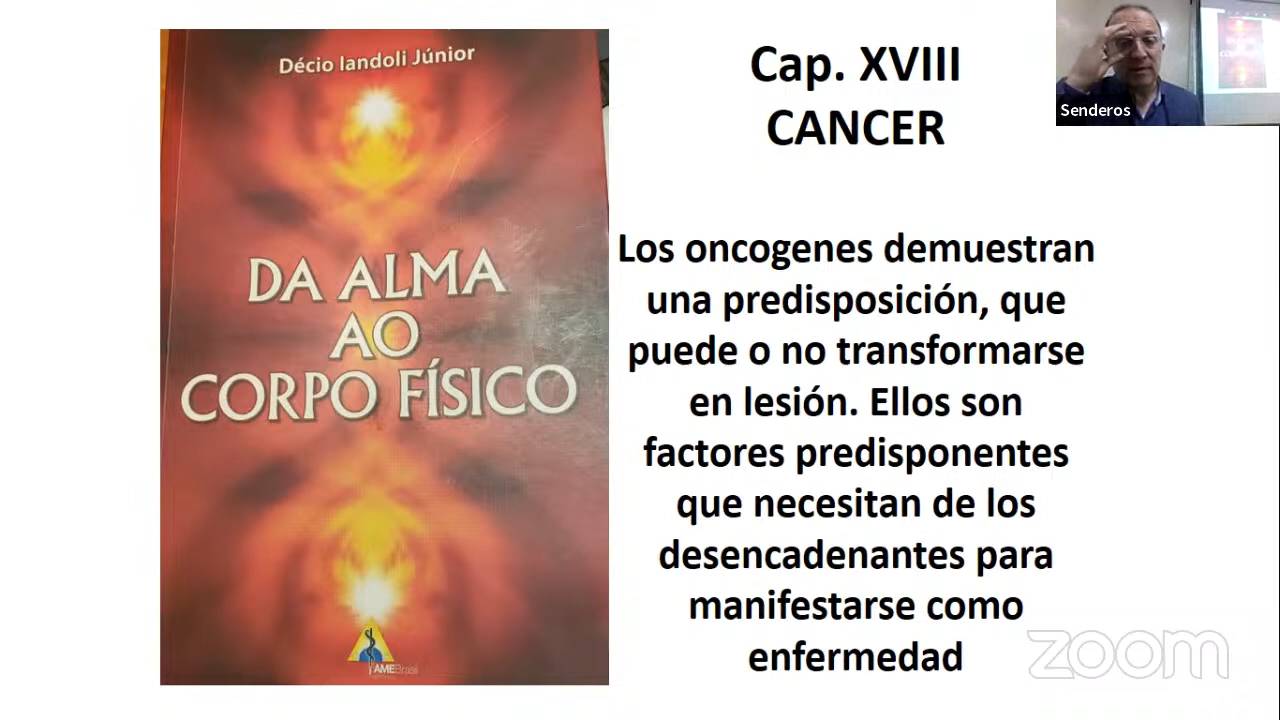 Décio Iandoli Júnior
DA ALMA
AO
CORPO FÍSICO
AMEBrasil
Cap. XVIII
CANCER
Los oncogenes demuestran
una predisposición, que
puede o no transformarse
en lesión. Ellos son
factores predisponentes
que necesitan de los
desencadenantes para
manifestarse como
enfermedad
Senderos
zoom